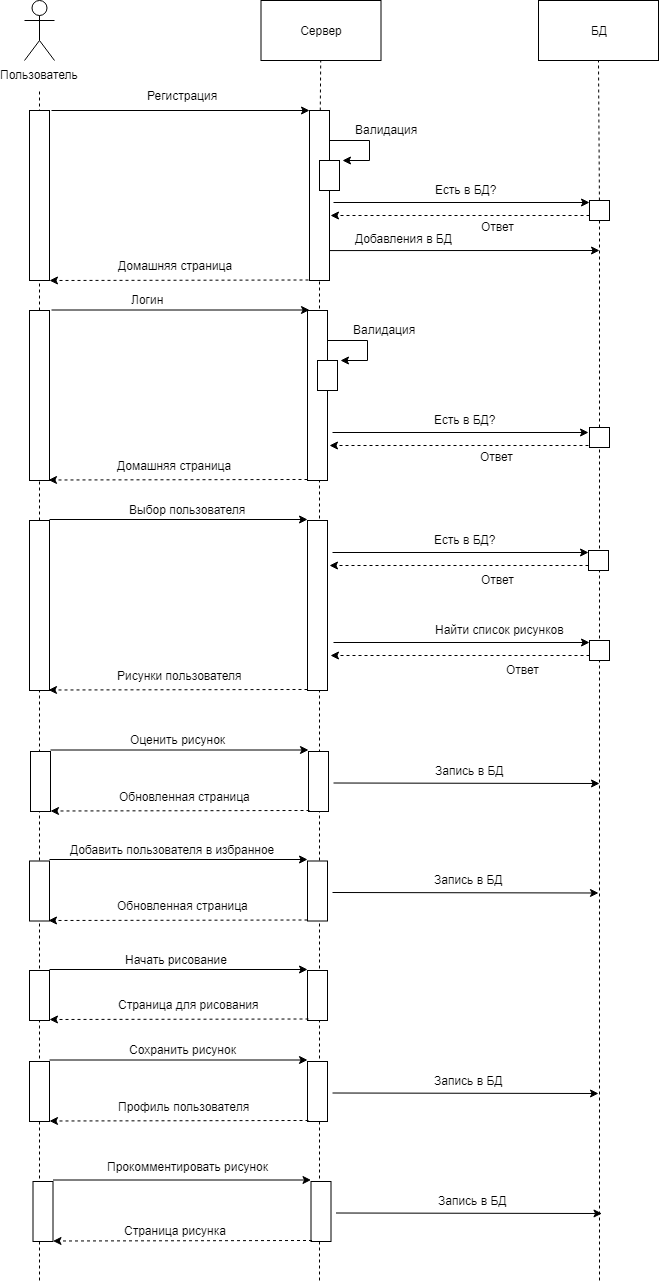 Сервер
БД
Пользователь
Регистрация
Валидация
Есть в БД?
Ответ
Добавления в БД
Домашняя страница
Логин
Валидация
Есть в БД?
Ответ
Домашняя страница
Выбор пользователя
Есть в БД?
Ответ
Найти список рисунков
Ответ
Рисунки пользователя
Оценить рисунок
Запись в БД
Обновленная страница
Добавить пользователя в избранное
Запись в БД
Обновленная страница
Начать рисование
Страница для рисования
Сохранить рисунок
Запись в БД
Профиль пользователя
Прокомментировать рисунок
Запись в БД
Страница рисунка